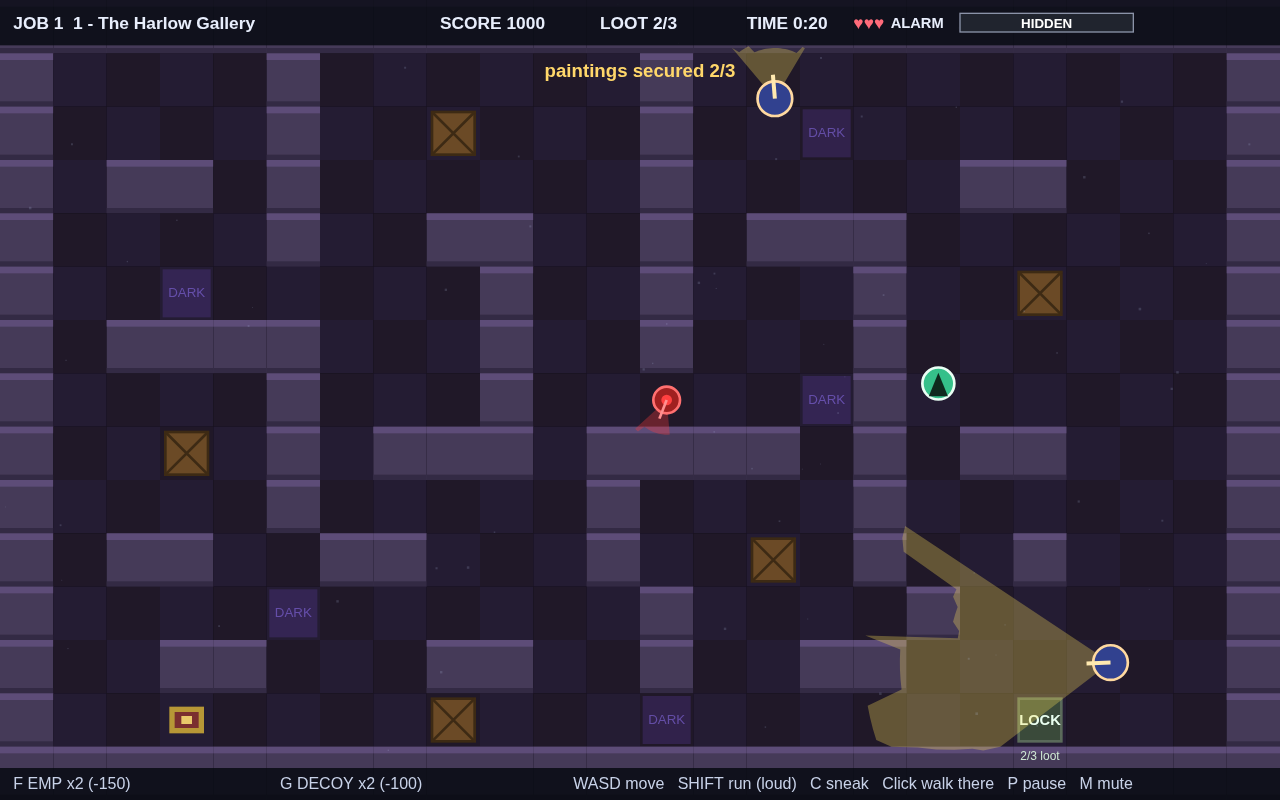 JOB 1 1 - The Harlow Gallery SCORE 1000 LOOT 2/3 TIME 0:20 ♥♥♥ ALARM HIDDEN
paintings secured 2/3
DARK
DARK
DARK
DARK
DARK
LOCK
2/3 loot
F EMP x2 (-150) G DECOY x2 (-100) WASD move SHIFT run (loud) C sneak Click walk there P pause M mute